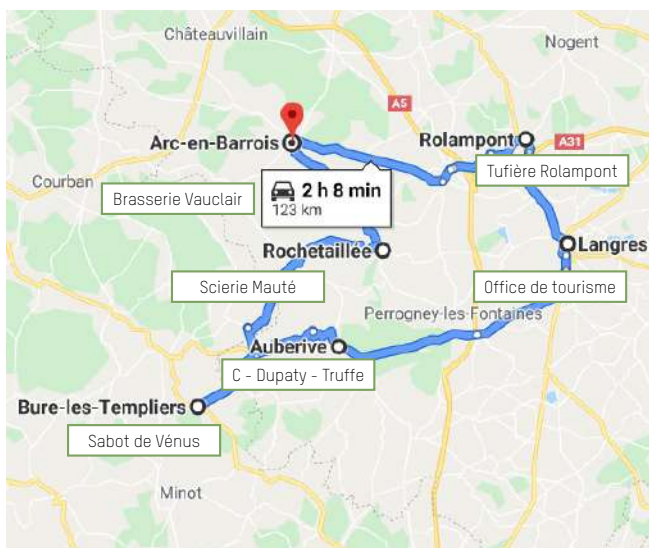 Châteauvillain
Nogent
A5
Arc-en-Barrois
Rolampont
A31
Tufière Rolampont
Courban
Brasserie Vauclair
2 h 8 min
123 km
Rochetaillée
Langres
Scierie Mauté
Office de tourisme
Perrogney-les-Fontaines
Auberive
C - Dupaty - Truffe
Bure-les-Templiers
Sabot de Vénus
Minot